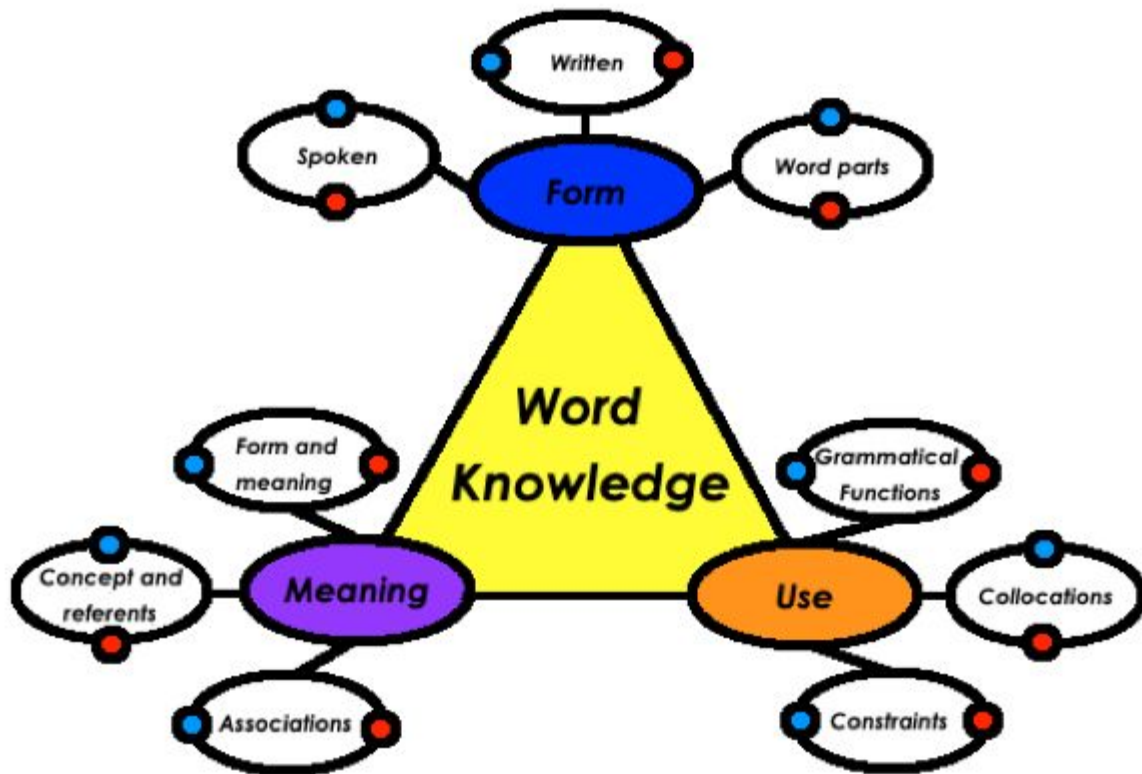 Written
Spoken
Word parts
Form
Word
Knowledge
Form and
meaning
Grammatical
Functions
Concept and
referents
Meaning
Use
Collocations
Associations
Constraints